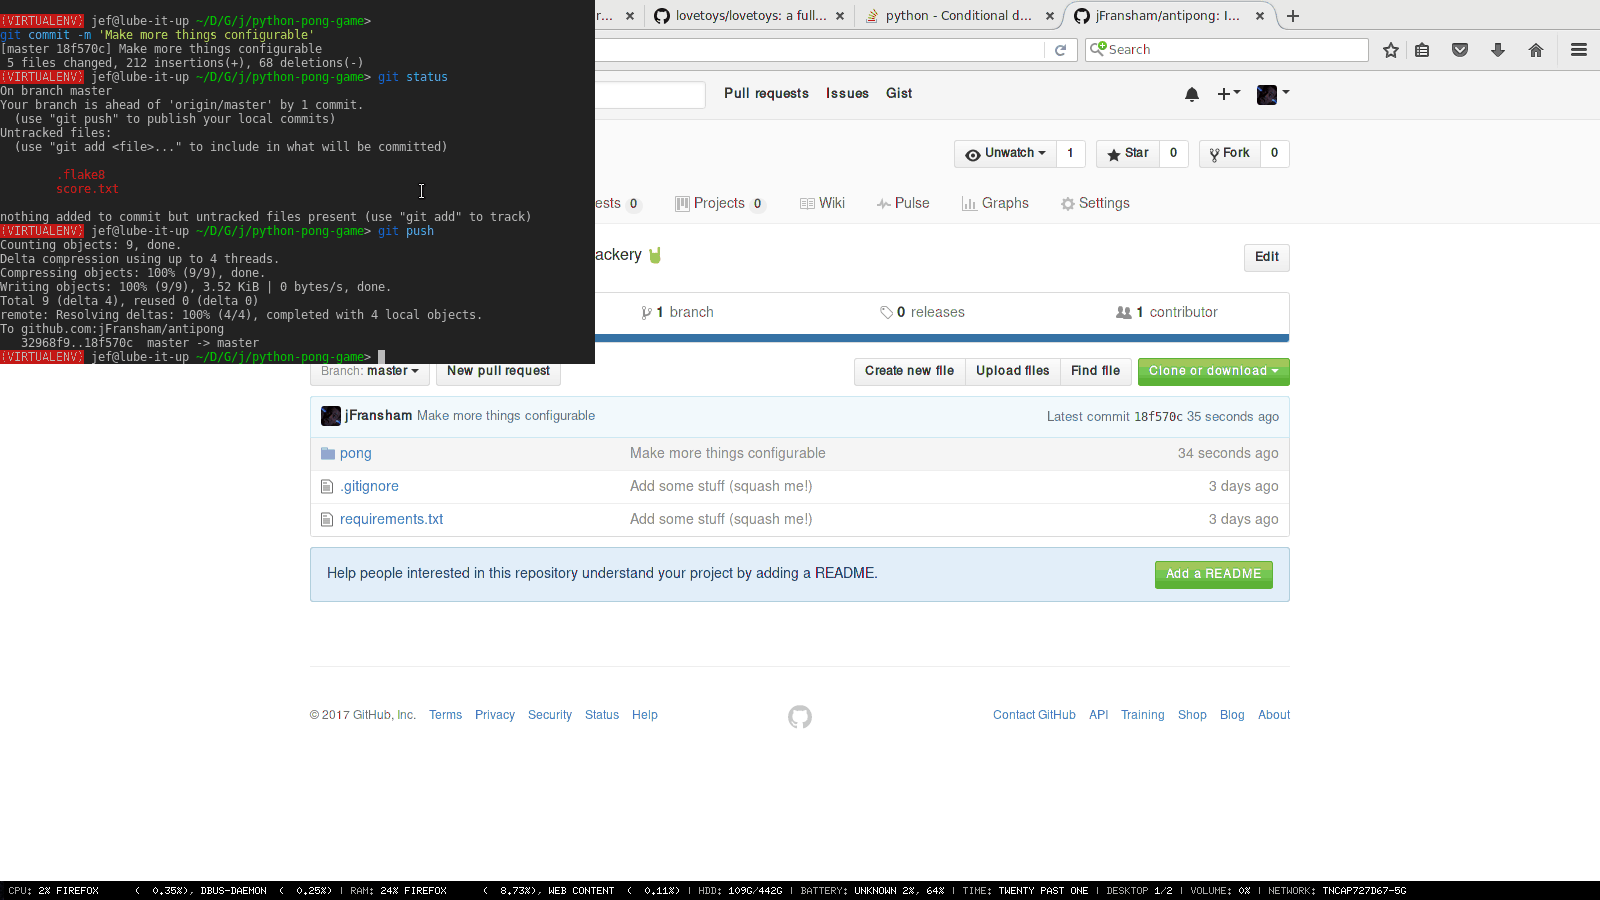 (VIRTUALENV) jef@lube-it-up ~/D/G/j/python-pong-game>
git commit -m 'Make more things configurable'
[master 18f570c] Make more things configurable
5 files changed, 212 insertions(+), 68 deletions(-)
(VIRTUALENV) jef@lube-it-up ~/D/G/j/python-pong-game> git status
On branch master
Your branch is ahead of 'origin/master' by 1 commit.
(use "git push" to publish your local commits)
Untracked files:
(use "git add <file>..." to include in what will be committed)
.flake8
score.txt
nothing added to commit but untracked files present (use "git add" to track)
(VIRTUALENV) jef@lube-it-up ~/D/G/j/python-pong-game> git push
Counting objects: 9, done.
Delta compression using up to 4 threads.
Compressing objects: 100% (9/9), done.
Writing objects: 100% (9/9), 3.52 KiB | 0 bytes/s, done.
Total 9 (delta 4), reused 0 (delta 0)
remote: Resolving deltas: 100% (4/4), completed with 4 local objects.
To github.com:jFransham/antipong
32968f9..18f570c  master -> master
(VIRTUALENV) jef@lube-it-up ~/D/G/j/python-pong-game>
r... lovetoys/lovetoys: a full... python - Conditional d... jFransham/antipong: I...
Search
Pull requests Issues Gist
Unwatch 1 Star 0 Fork 0
ests 0 Projects 0 Wiki Pulse Graphs Settings
ackery 🤘 Edit
1 branch 0 releases 1 contributor
Branch: master New pull request Create new file Upload files Find file Clone or download
jFransham Make more things configurable Latest commit 18f570c 35 seconds ago
pong Make more things configurable 34 seconds ago
.gitignore Add some stuff (squash me!) 3 days ago
requirements.txt Add some stuff (squash me!) 3 days ago
Help people interested in this repository understand your project by adding a README. Add a README
© 2017 GitHub, Inc. Terms Privacy Security Status Help Contact GitHub API Training Shop Blog About
CPU: 2% FIREFOX ( 0.35%), DBUS-DAEMON ( 0.25%) | RAM: 24% FIREFOX ( 8.73%), WEB CONTENT ( 0.11%) | HDD: 109G/442G | BATTERY: UNKNOWN 2%, 64% | TIME: TWENTY PAST ONE | DESKTOP 1/2 | VOLUME: 0% | NETWORK: TNCAP727D67-5G